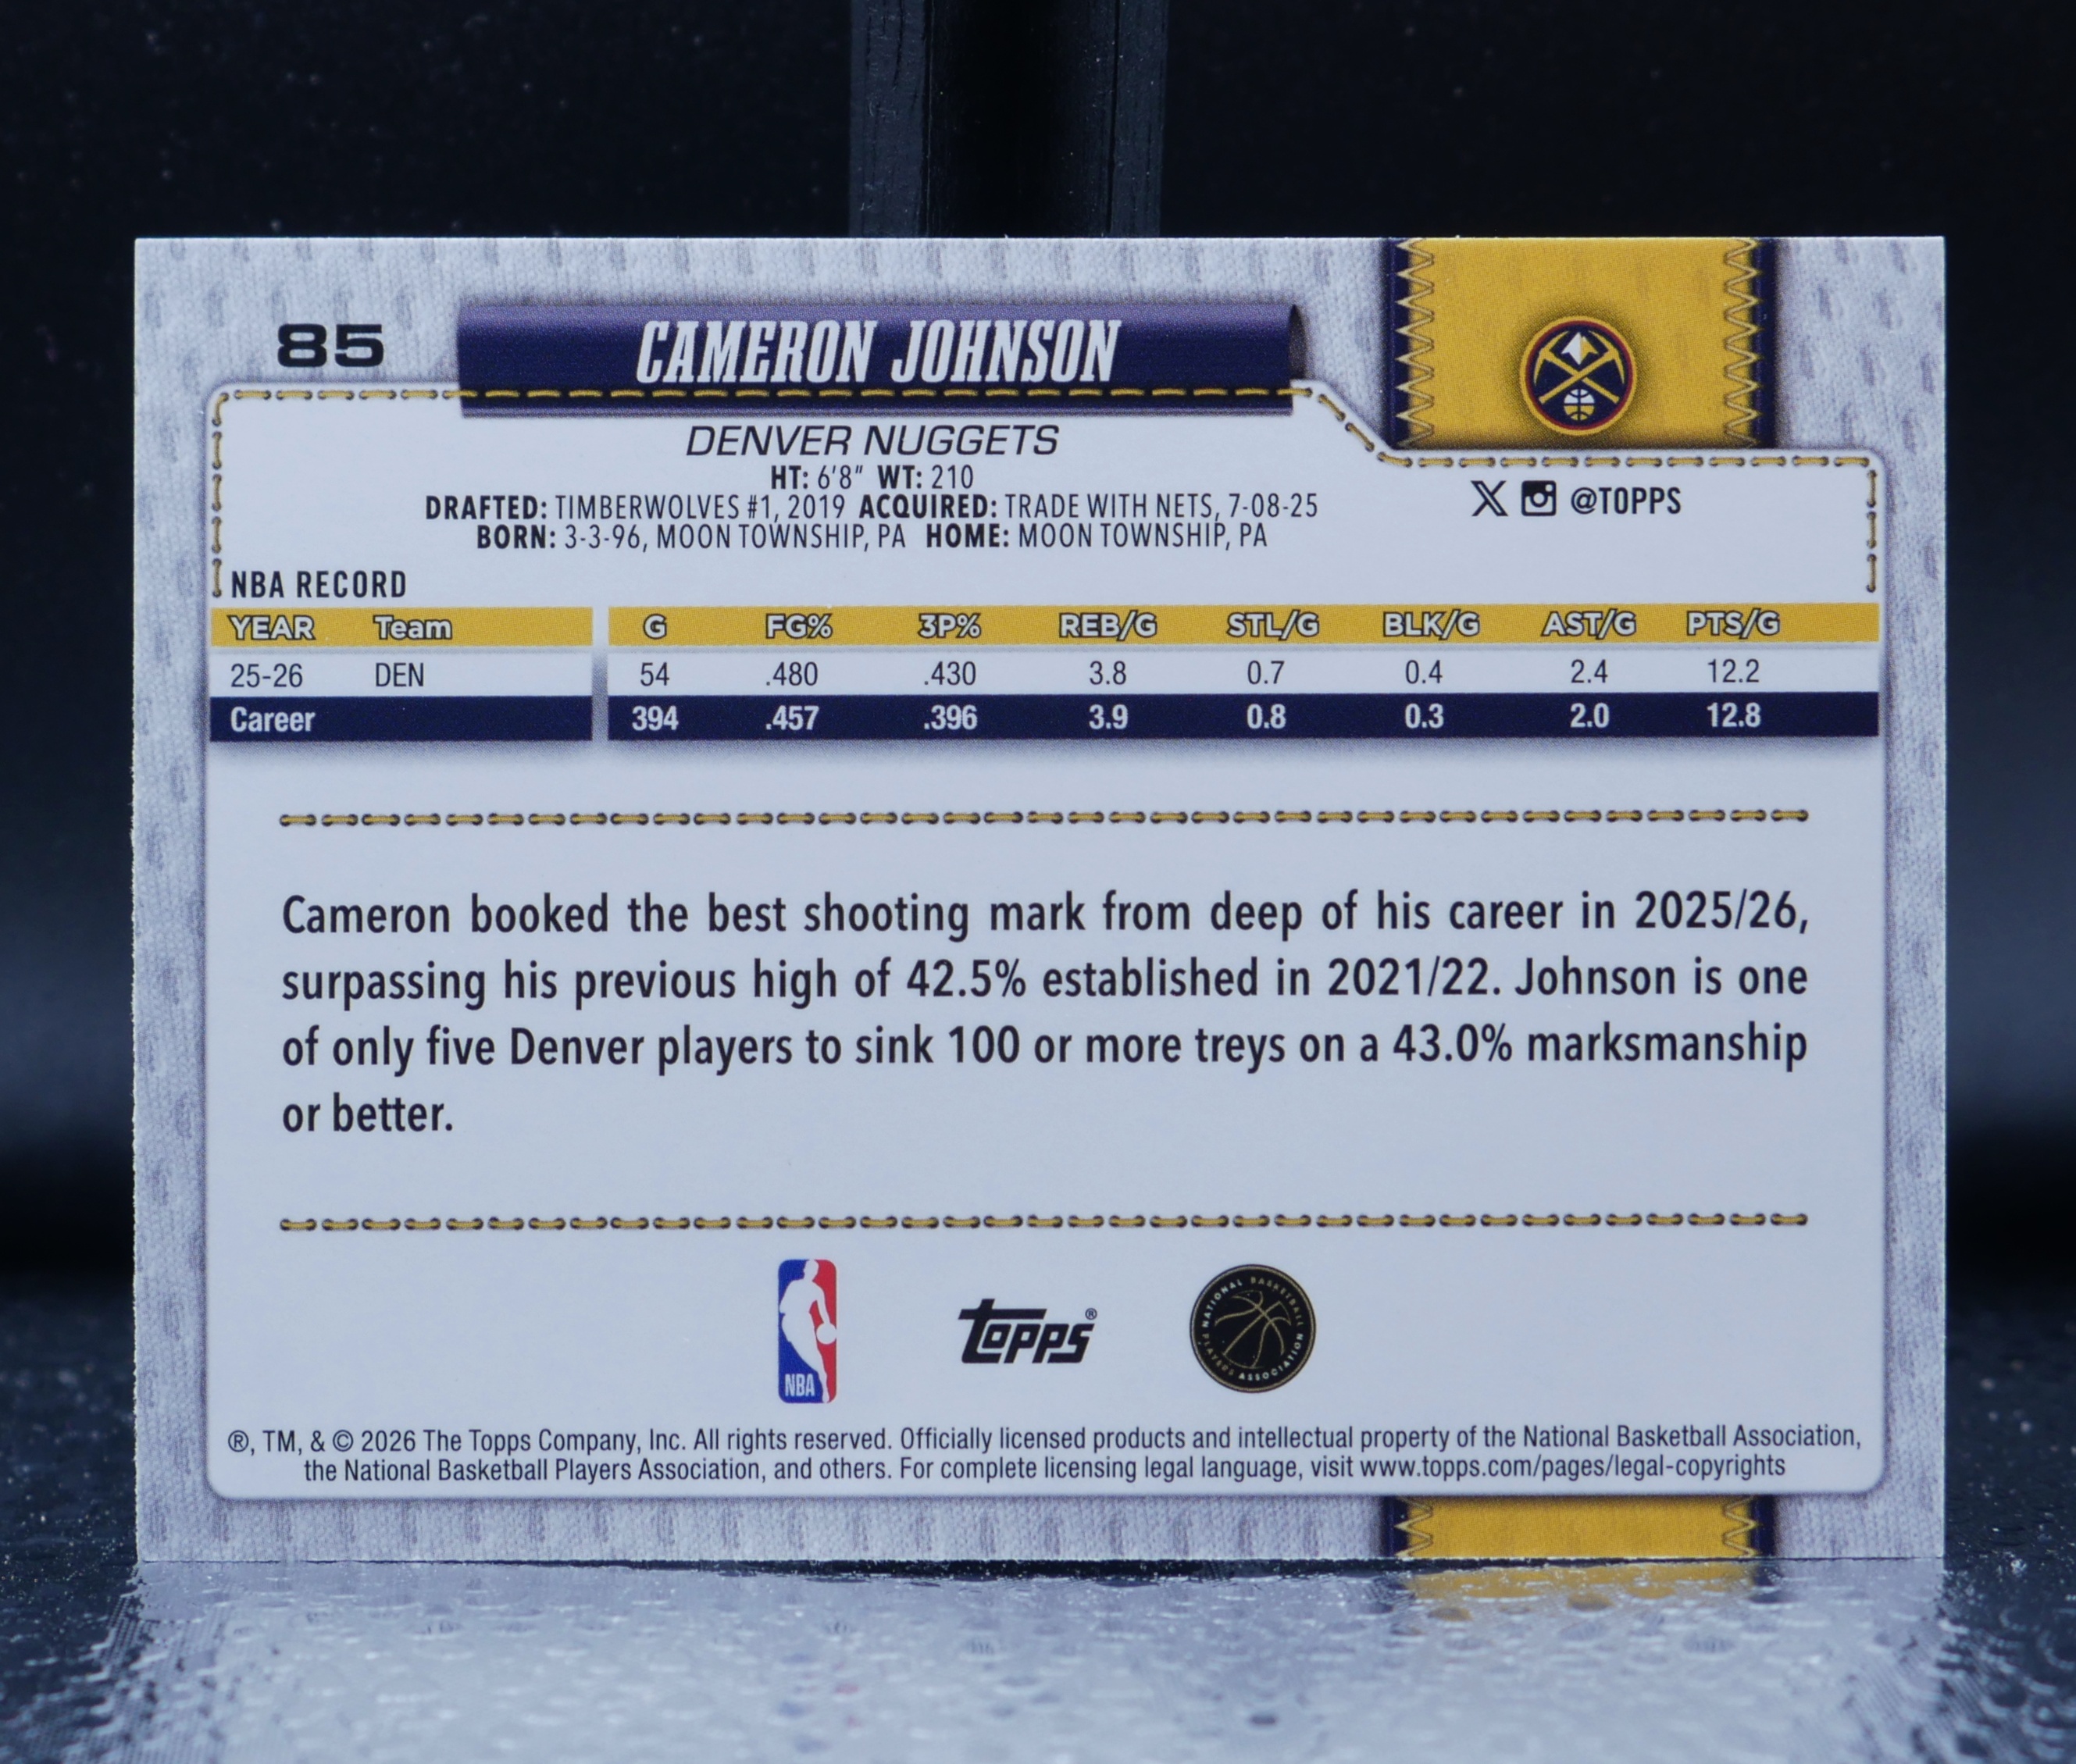 85
CAMERON JOHNSON
DENVER NUGGETS
HT: 6'8" WT: 210
DRAFTED: TIMBERWOLVES #1, 2019 ACQUIRED: TRADE WITH NETS, 7-08-25
BORN: 3-3-96, MOON TOWNSHIP, PA HOME: MOON TOWNSHIP, PA
@TOPPS
NBA RECORD
YEAR Team G FG% 3P% REB/G STL/G BLK/G AST/G PTS/G
25-26 DEN 54 .480 .430 3.8 0.7 0.4 2.4 12.2
Career 394 .457 .396 3.9 0.8 0.3 2.0 12.8
Cameron booked the best shooting mark from deep of his career in 2025/26,
surpassing his previous high of 42.5% established in 2021/22. Johnson is one
of only five Denver players to sink 100 or more treys on a 43.0% marksmanship
or better.
NBA
Topps®
NATIONAL BASKETBALL PLAYERS ASSOCIATION
®, TM, & © 2026 The Topps Company, Inc. All rights reserved. Officially licensed products and intellectual property of the National Basketball Association,
the National Basketball Players Association, and others. For complete licensing legal language, visit www.topps.com/pages/legal-copyrights